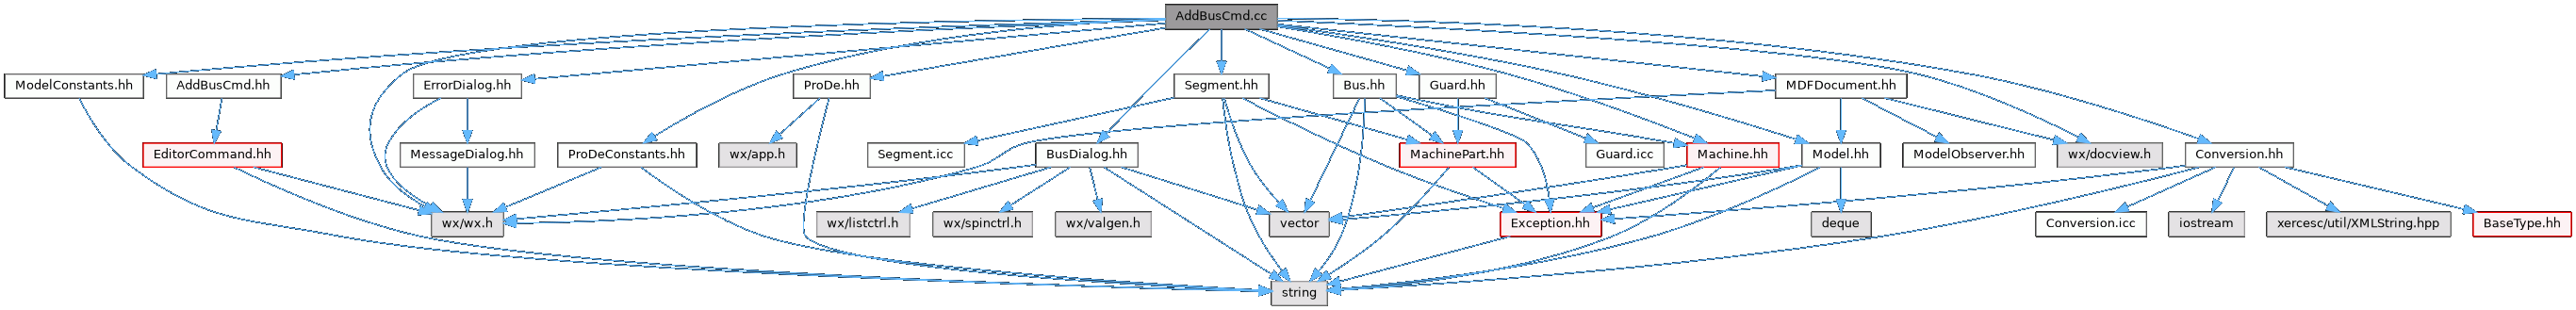 AddBusCmd.cc
ModelConstants.hh
AddBusCmd.hh
ErrorDialog.hh
ProDe.hh
Segment.hh
Bus.hh
Guard.hh
MDFDocument.hh
EditorCommand.hh
MessageDialog.hh
ProDeConstants.hh
wx/app.h
Segment.icc
BusDialog.hh
MachinePart.hh
Guard.icc
Machine.hh
Model.hh
ModelObserver.hh
wx/docview.h
Conversion.hh
wx/wx.h
wx/listctrl.h
wx/spinctrl.h
wx/valgen.h
vector
Exception.hh
deque
Conversion.icc
iostream
xercesc/util/XMLString.hpp
BaseType.hh
string